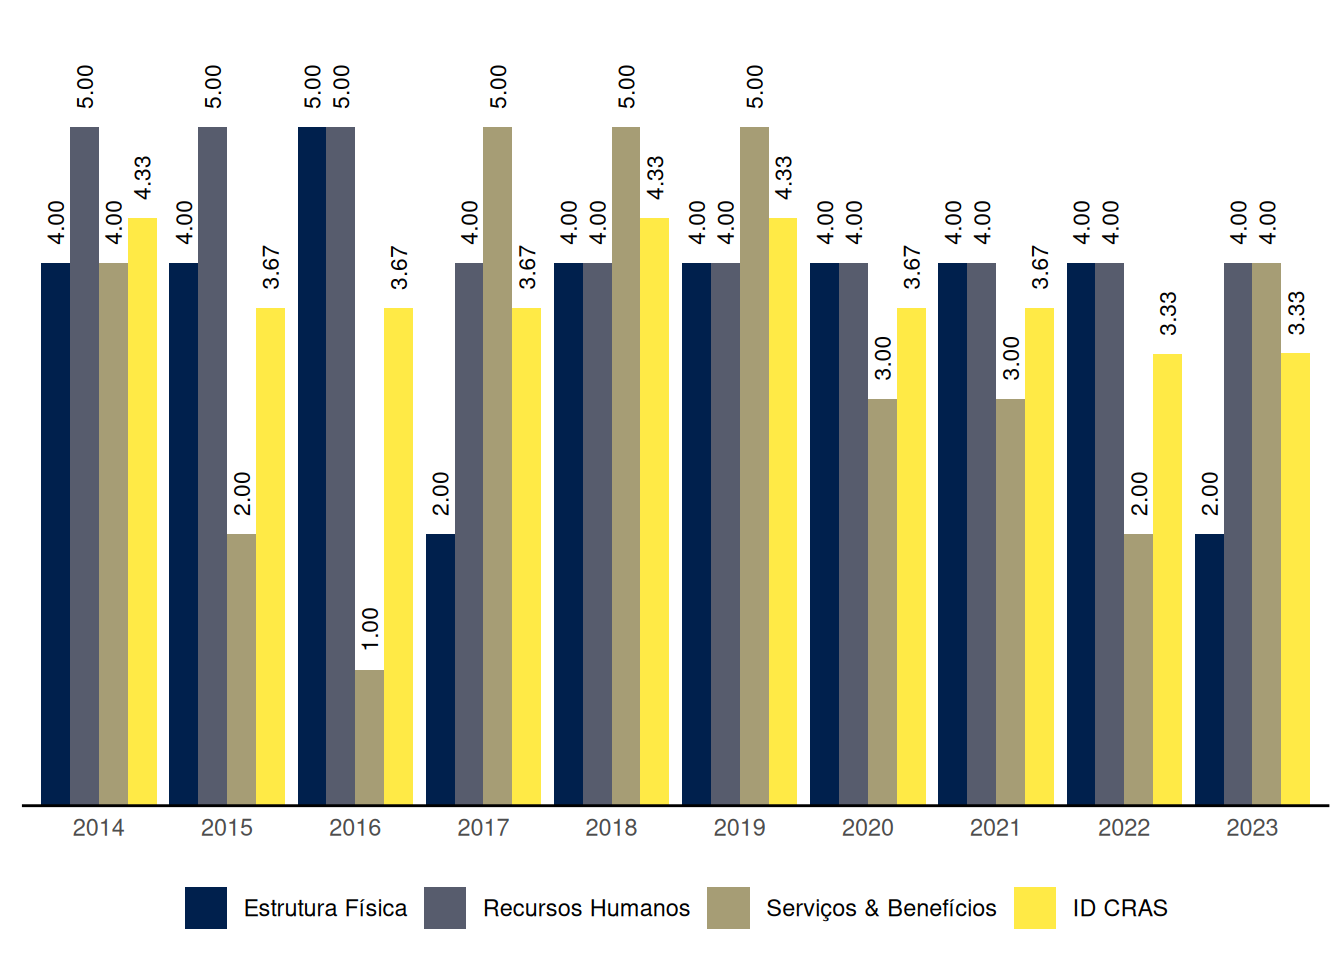 5.00 5.00 5.00 5.00 5.00 5.00 5.00
4.33 4.33 4.33
4.00 4.00 4.00 4.00 4.00 4.00 4.00 4.00 4.00 4.00 4.00 4.00 4.00 4.00 4.00 4.00 4.00
3.67 3.67 3.67 3.67 3.67
3.33 3.33
3.00 3.00
2.00 2.00 2.00 2.00
1.00
2014 2015 2016 2017 2018 2019 2020 2021 2022 2023
Estrutura Física Recursos Humanos Serviços & Benefícios ID CRAS